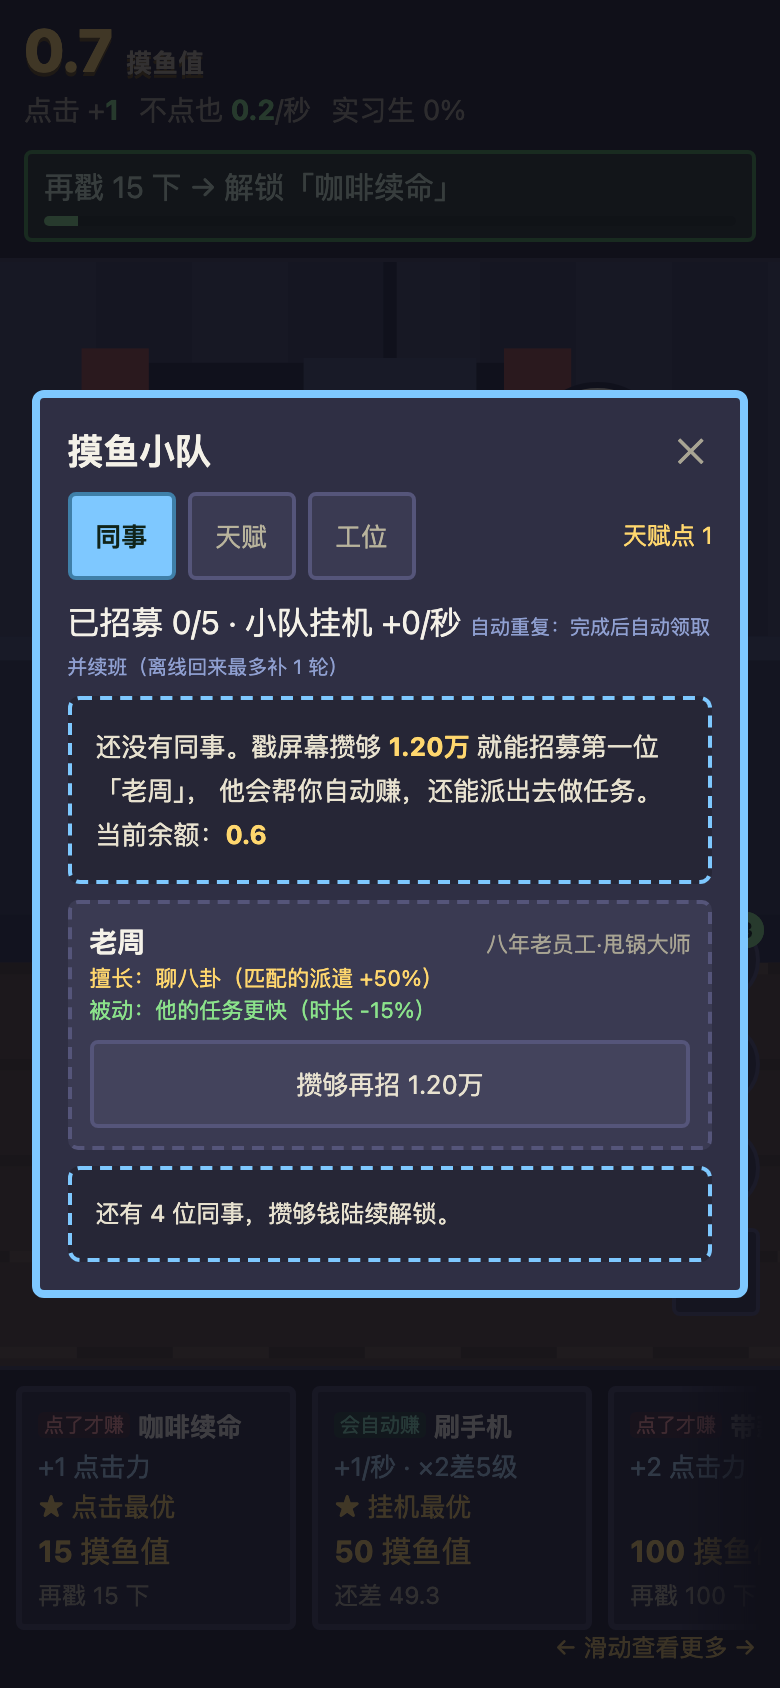 0.7 摸鱼值
点击 +1 不点也 0.2/秒 实习生 0%
再戳 15 下 → 解锁「咖啡续命」
摸鱼小队
同事
天赋
工位
天赋点 1
已招募 0/5 · 小队挂机 +0/秒 自动重复：完成后自动领取
并续班（离线回来最多补 1 轮）
还没有同事。戳屏幕攒够 1.20万 就能招募第一位
「老周」， 他会帮你自动赚，还能派出去做任务。
当前余额：0.6
老周
八年老员工·甩锅大师
擅长：聊八卦（匹配的派遣 +50%）
被动：他的任务更快（时长 -15%）
攒够再招 1.20万
还有 4 位同事，攒够钱陆续解锁。
点了才赚 咖啡续命
+1 点击力
★ 点击最优
15 摸鱼值
再戳 15 下
会自动赚 刷手机
+1/秒 · ×2差5级
★ 挂机最优
50 摸鱼值
还差 49.3
点了才赚 带
+2 点击力
100 摸鱼
再戳 100 下
← 滑动查看更多 →